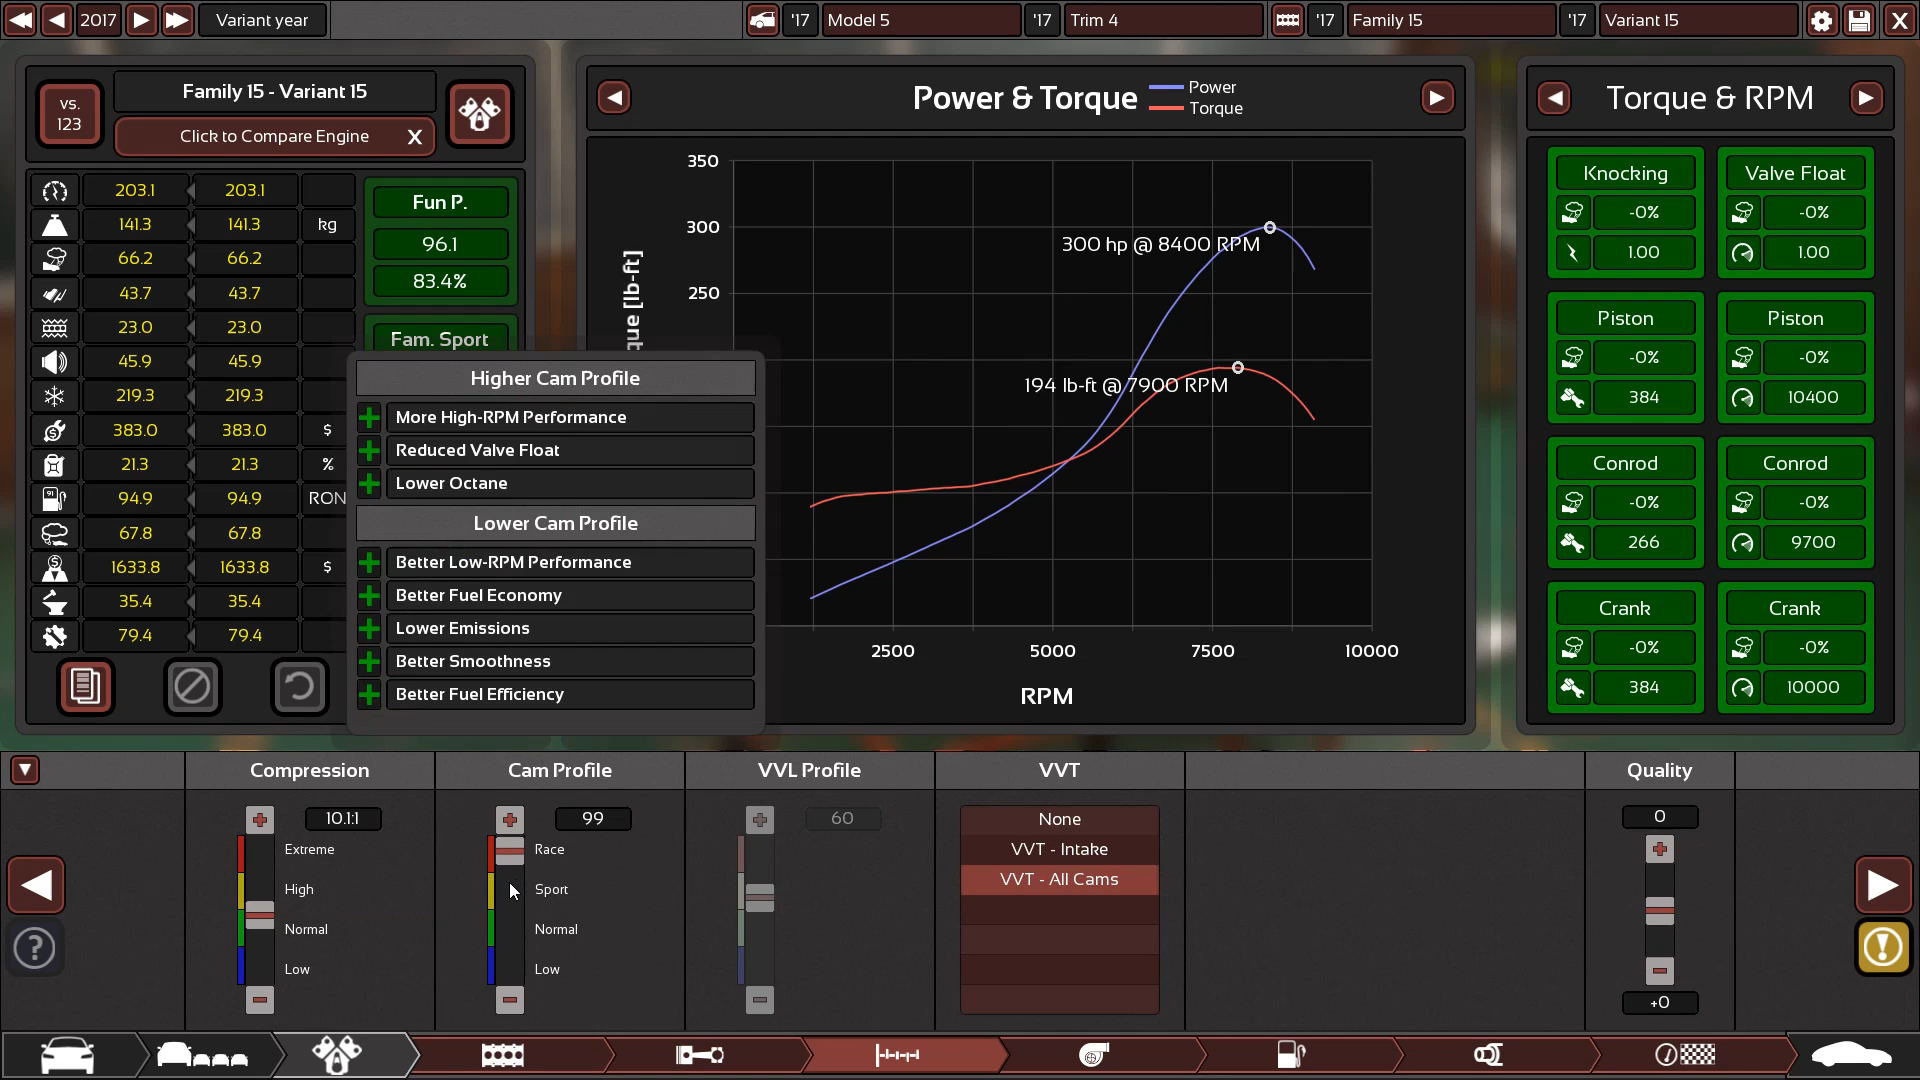 2017
Variant year
'17
Model 5
'17
Trim 4
'17
Family 15
'17
Variant 15
X
vs.
123
Family 15 - Variant 15
Click to Compare Engine
X
203.1 203.1
141.3 141.3 kg
66.2 66.2
43.7 43.7
23.0 23.0
45.9 45.9
219.3 219.3
383.0 383.0 $
21.3 21.3 %
94.9 94.9 RON
67.8 67.8
1633.8 1633.8 $
35.4 35.4
79.4 79.4
Fun P.
96.1
83.4%
Fam. Sport
Higher Cam Profile
More High-RPM Performance
Reduced Valve Float
Lower Octane
Lower Cam Profile
Better Low-RPM Performance
Better Fuel Economy
Lower Emissions
Better Smoothness
Better Fuel Efficiency
Power & Torque
Power
Torque
350
300
250
que [lb-ft]
300 hp @ 8400 RPM
194 lb-ft @ 7900 RPM
2500 5000 7500 10000
RPM
Torque & RPM
Knocking
-0%
1.00
Valve Float
-0%
1.00
Piston
-0%
384
Piston
-0%
10400
Conrod
-0%
266
Conrod
-0%
9700
Crank
-0%
384
Crank
-0%
10000
Compression
10.1:1
Extreme
High
Normal
Low
Cam Profile
99
Race
Sport
Normal
Low
VVL Profile
60
VVT
None
VVT - Intake
VVT - All Cams
Quality
0
+0